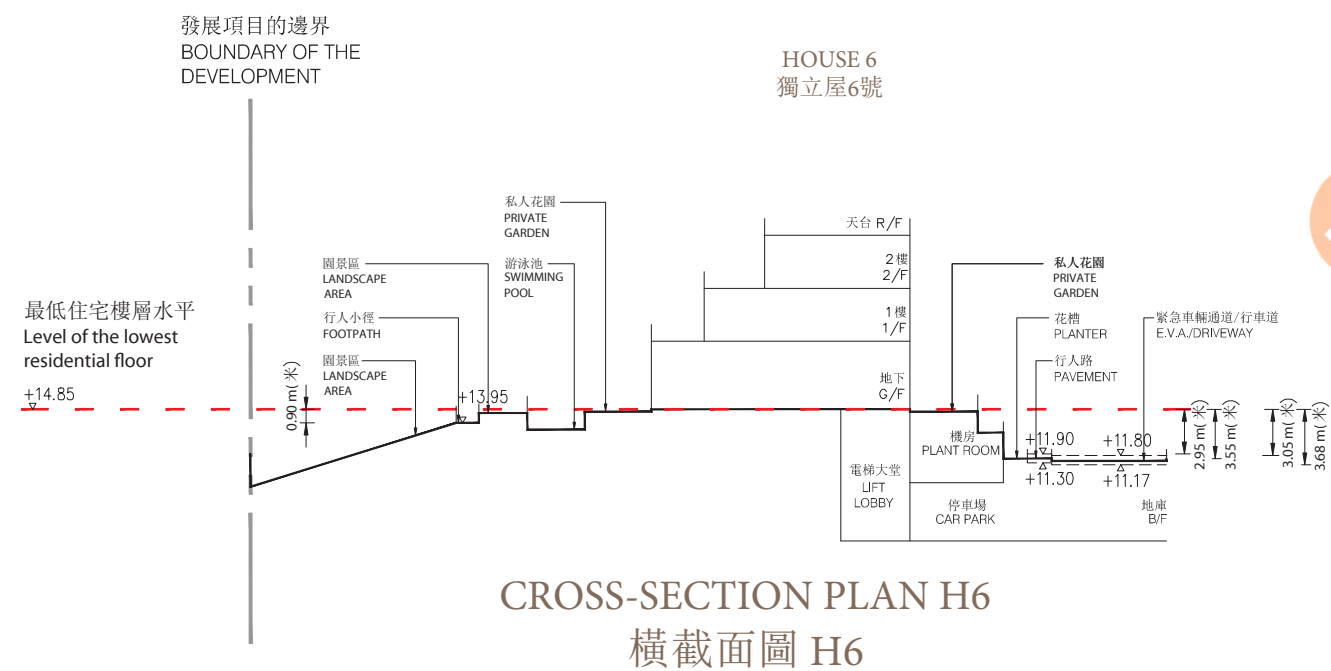 發展項目的邊界
BOUNDARY OF THE
DEVELOPMENT
HOUSE 6
獨立屋6號
私人花園
PRIVATE
GARDEN
天台 R/F
園景區
LANDSCAPE
AREA
游泳池
SWIMMING
POOL
2樓
2/F
私人花園
PRIVATE
GARDEN
最低住宅樓層水平
Level of the lowest
residential floor
行人小徑
FOOTPATH
1樓
1/F
花槽
PLANTER
緊急車輛通道/行車道
E.V.A./DRIVEWAY
園景區
LANDSCAPE
AREA
行人路
PAVEMENT
地下
G/F
+14.85
0.90 m(米)
+13.95
機房
PLANT ROOM
+11.90
+11.80
2.95 m(米)
3.55 m(米)
3.05 m(米)
3.68 m(米)
電梯大堂
LIFT
LOBBY
+11.30
+11.17
停車場
CAR PARK
地庫
B/F
CROSS-SECTION PLAN H6
橫截面圖 H6